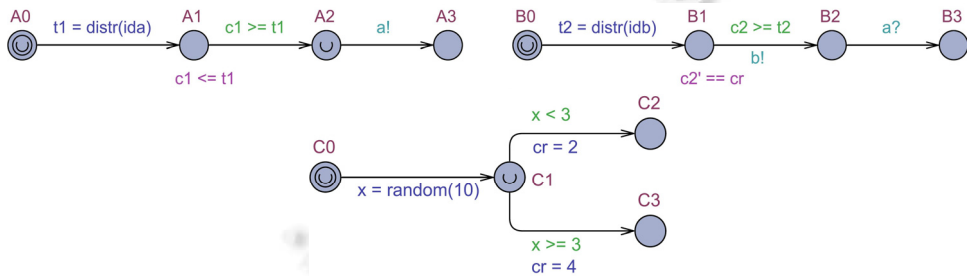 A0 A1 A2 A3 B0 B1 B2 B3
t1 = distr(ida) c1 >= t1 a! t2 = distr(idb) c2 >= t2 a?
b!
c1 <= t1 c2' == cr
C2
x < 3
C0 cr = 2
x = random(10) C1
C3
x >= 3
cr = 4